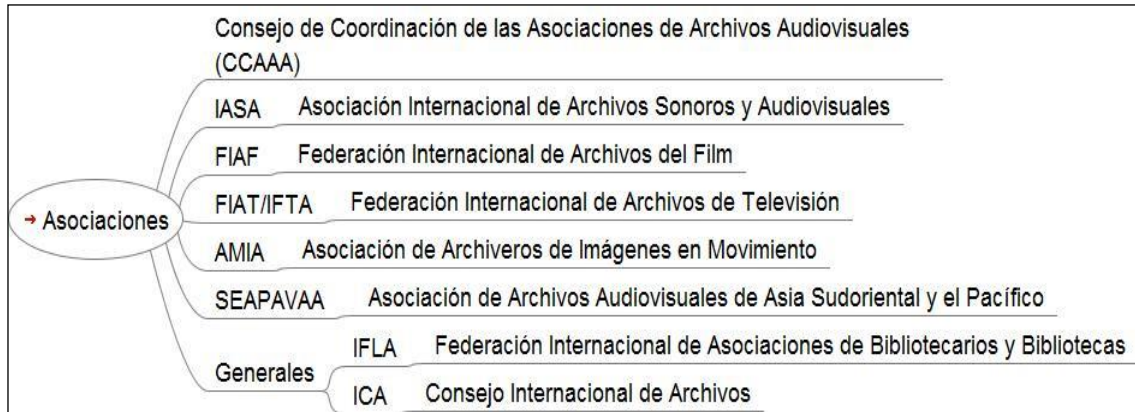 Consejo de Coordinación de las Asociaciones de Archivos Audiovisuales
(CCAAA)
IASA Asociación Internacional de Archivos Sonoros y Audiovisuales
FIAF Federación Internacional de Archivos del Film
FIAT/IFTA Federación Internacional de Archivos de Televisión
Asociaciones
AMIA Asociación de Archiveros de Imágenes en Movimiento
SEAPAVAA Asociación de Archivos Audiovisuales de Asia Sudoriental y el Pacífico
Generales
IFLA Federación Internacional de Asociaciones de Bibliotecarios y Bibliotecas
ICA Consejo Internacional de Archivos